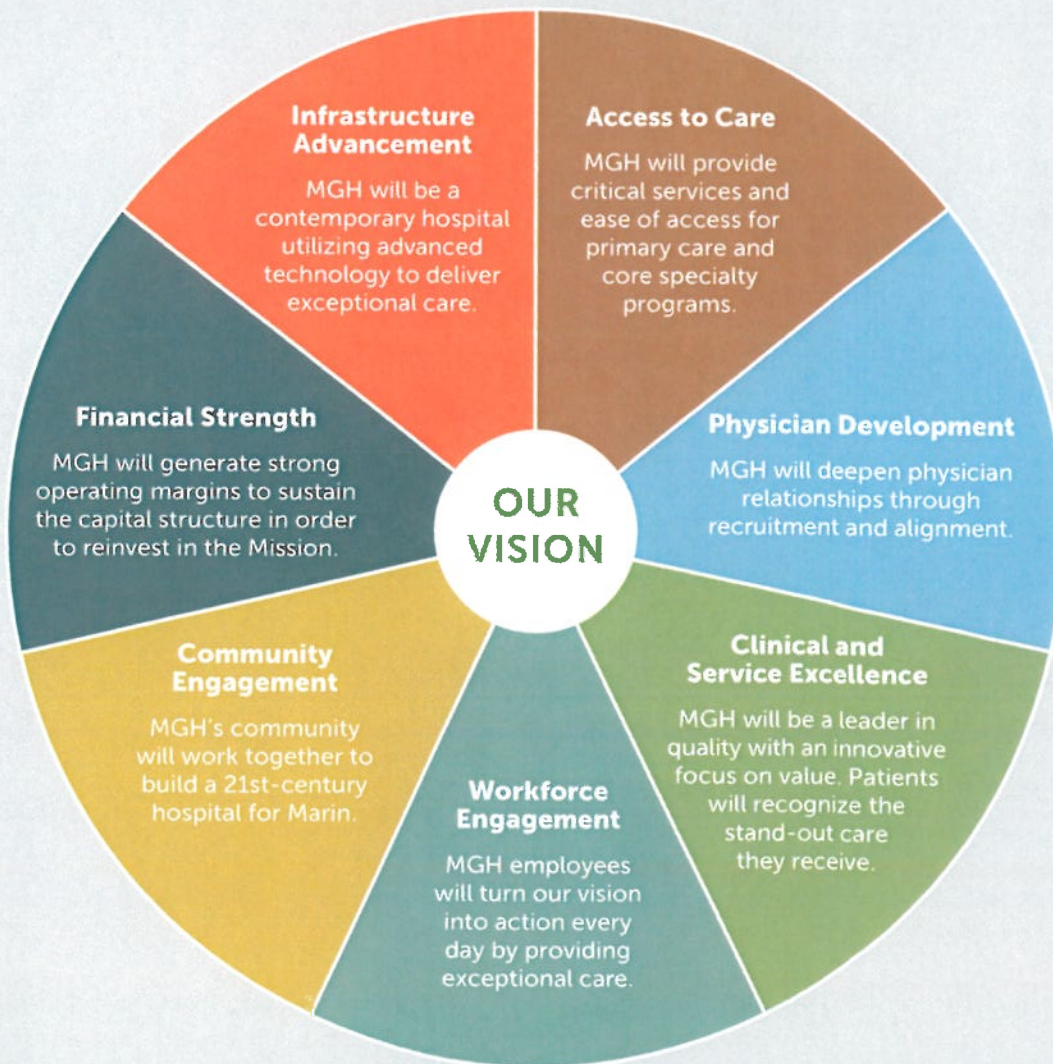 Infrastructure
Advancement
MGH will be a
contemporary hospital
utilizing advanced
technology to deliver
exceptional care.
Access to Care
MGH will provide
critical services and
ease of access for
primary care and
core specialty
programs.
Physician Development
MGH will deepen physician
relationships through
recruitment and alignment.
Clinical and
Service Excellence
MGH will be a leader in
quality with an innovative
focus on value. Patients
will recognize the
stand-out care
they receive.
Workforce
Engagement
MGH employees
will turn our vision
into action every
day by providing
exceptional care.
Community
Engagement
MGH's community
will work together to
build a 21st-century
hospital for Marin.
Financial Strength
MGH will generate strong
operating margins to sustain
the capital structure in order
to reinvest in the Mission.
OUR
VISION